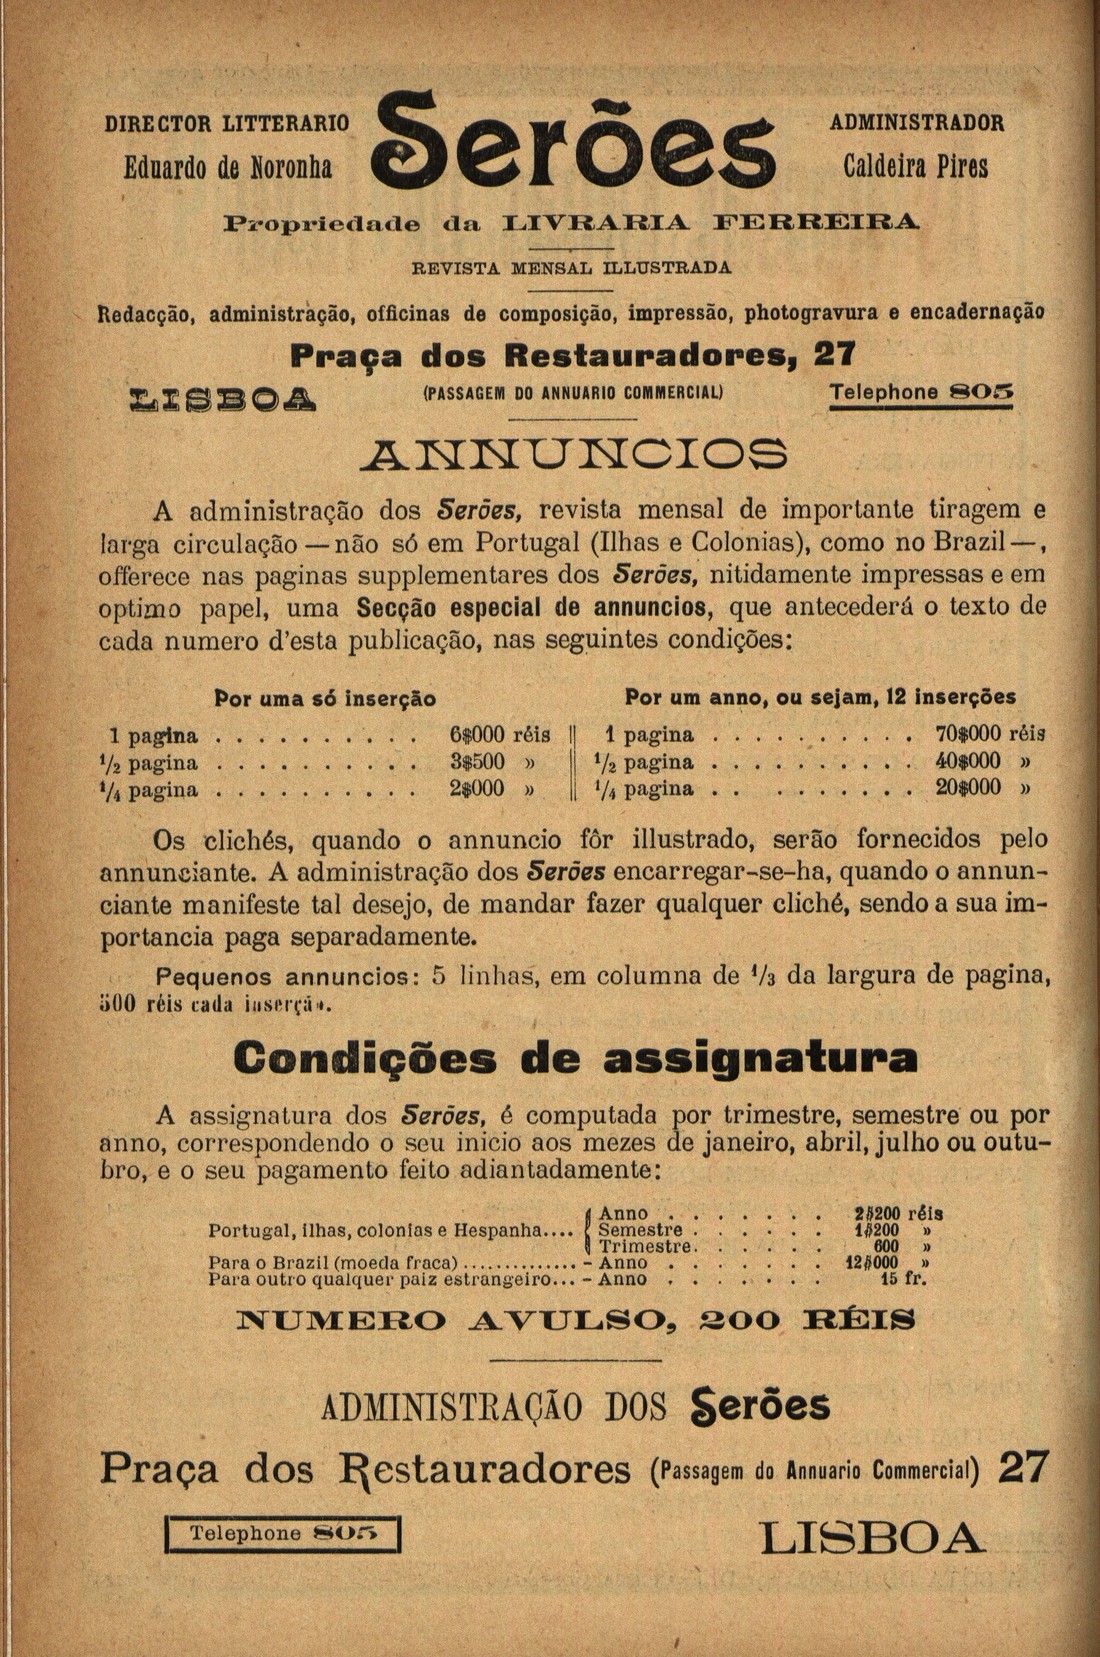 DIRECTOR LITTERARIO
Eduardo de Noronha
Serões
ADMINISTRADOR
Caldeira Pires
Propriedade da LIVRARIA FERREIRA
REVISTA MENSAL ILLUSTRADA
Redacção, administração, officinas de composição, impressão, photogravura e encadernação
Praça dos Restauradores, 27
LISBOA (PASSAGEM DO ANNUARIO COMMERCIAL) Telephone 805
ANNUNCIOS
A administração dos Serões, revista mensal de importante tiragem e
larga circulação — não só em Portugal (Ilhas e Colonias), como no Brazil —,
offerece nas paginas supplementares dos Serões, nitidamente impressas e em
optimo papel, uma Secção especial de annuncios, que antecederá o texto de
cada numero d'esta publicação, nas seguintes condições:
Por uma só inserção
1 pagina . . . . . . . . . . 6$000 réis
1/2 pagina . . . . . . . . . . 3$500 »
1/4 pagina . . . . . . . . . . 2$000 »
Por um anno, ou sejam, 12 inserções
1 pagina . . . . . . . . . . 70$000 réis
1/2 pagina . . . . . . . . . . 40$000 »
1/4 pagina . . . . . . . . . 20$000 »
Os clichés, quando o annuncio fôr illustrado, serão fornecidos pelo
annunciante. A administração dos Serões encarregar-se-ha, quando o annun-
ciante manifeste tal desejo, de mandar fazer qualquer cliché, sendo a sua im-
portancia paga separadamente.
Pequenos annuncios: 5 linhas, em columna de 1/3 da largura de pagina,
500 réis cada inserção.
Condições de assignatura
A assignatura dos Serões, é computada por trimestre, semestre ou por
anno, correspondendo o seu inicio aos mezes de janeiro, abril, julho ou outu-
bro, e o seu pagamento feito adiantadamente:
Portugal, ilhas, colonias e Hespanha....
Anno . . . . . . . 2$200 réis
Semestre . . . . . . 1$200 »
Trimestre. . . . . . 600 »
Para o Brazil (moeda fraca) .............. – Anno . . . . . . . 12$000 »
Para outro qualquer paiz estrangeiro... – Anno . . . . . . . 15 fr.
NUMERO AVULSO, 200 RÉIS
ADMINISTRAÇÃO DOS Serões
Praça dos Restauradores (Passagem do Annuario Commercial) 27
Telephone 805
LISBOA